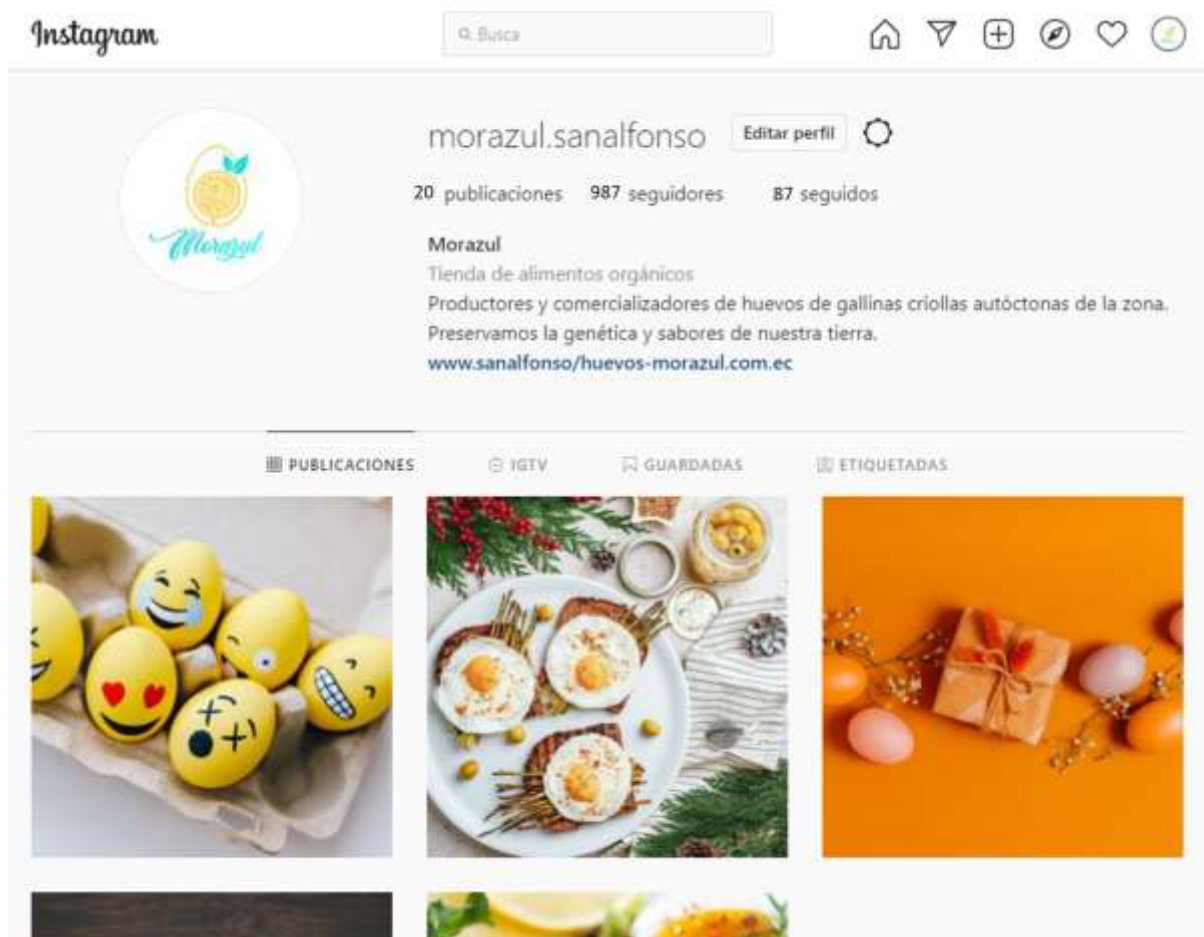 Instagram
Busca
morazul.sanalfonso Editar perfil
20 publicaciones 987 seguidores 87 seguidos
Morazul
Morazul
Tienda de alimentos orgánicos
Productores y comercializadores de huevos de gallinas criollas autóctonas de la zona.
Preservamos la genética y sabores de nuestra tierra.
www.sanalfonso/huevos-morazul.com.ec
PUBLICACIONES IGTV GUARDADAS ETIQUETADAS